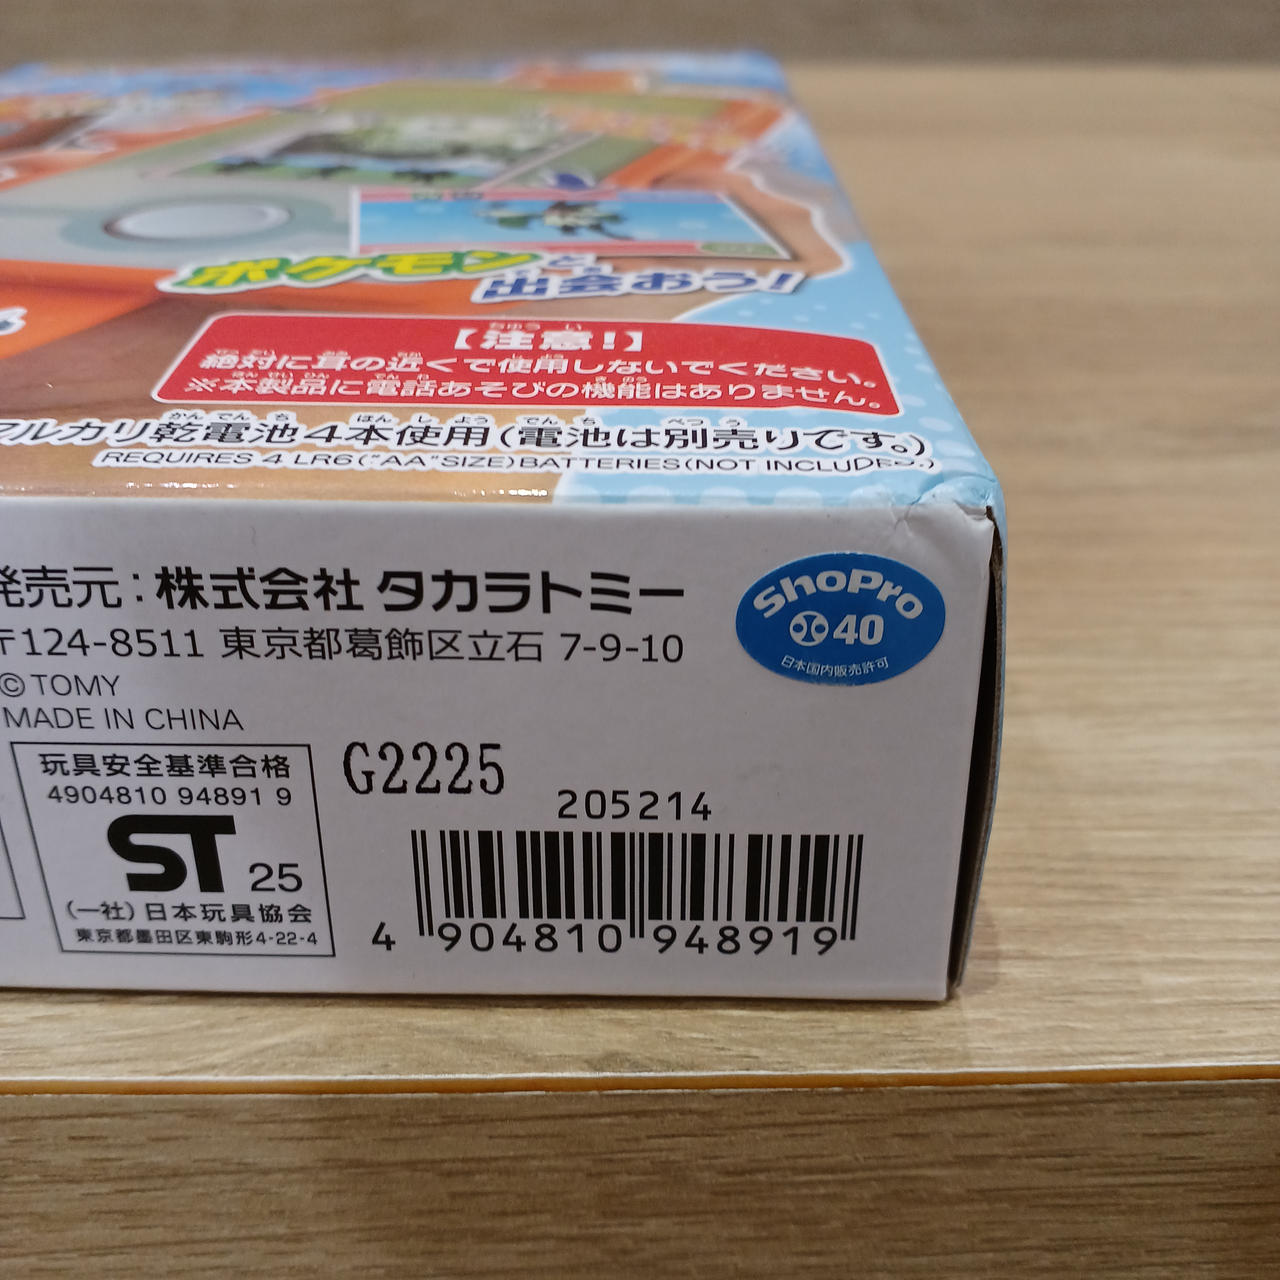 ポケモンと
出会おう!
【注意!】
絶対に耳の近くで使用しないでください。
※本製品に電話あそびの機能はありません。
アルカリ乾電池4本使用(電池は別売りです。)
REQUIRES 4 LR6("AA"SIZE)BATTERIES(NOT INCLUDED.)
発売元:株式会社 タカラトミー
〒124-8511 東京都葛飾区立石 7-9-10
© TOMY
MADE IN CHINA
ShoPro
40
日本国内販売許可
玩具安全基準合格
4904810 94891 9
ST 25
(一社)日本玩具協会
東京都墨田区東駒形4-22-4
G2225
205214
4 904810 948919